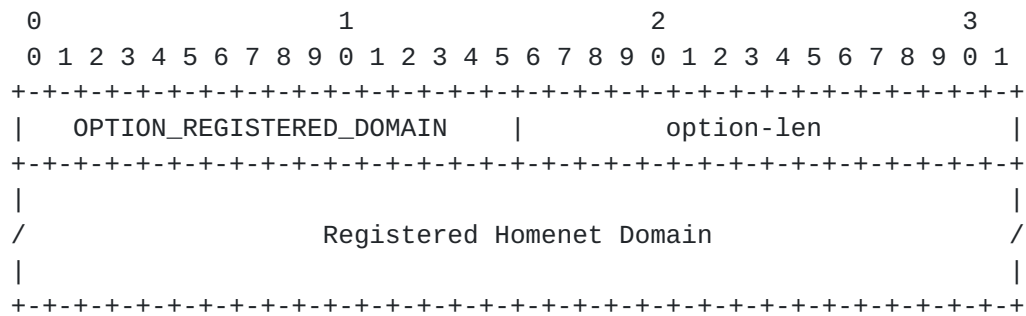 0                   1                   2                   3
 0 1 2 3 4 5 6 7 8 9 0 1 2 3 4 5 6 7 8 9 0 1 2 3 4 5 6 7 8 9 0 1
+-+-+-+-+-+-+-+-+-+-+-+-+-+-+-+-+-+-+-+-+-+-+-+-+-+-+-+-+-+-+-+-+
|   OPTION_REGISTERED_DOMAIN    |         option-len            |
+-+-+-+-+-+-+-+-+-+-+-+-+-+-+-+-+-+-+-+-+-+-+-+-+-+-+-+-+-+-+-+-+
|                                                               |
/                   Registered Homenet Domain                   /
|                                                               |
+-+-+-+-+-+-+-+-+-+-+-+-+-+-+-+-+-+-+-+-+-+-+-+-+-+-+-+-+-+-+-+-+